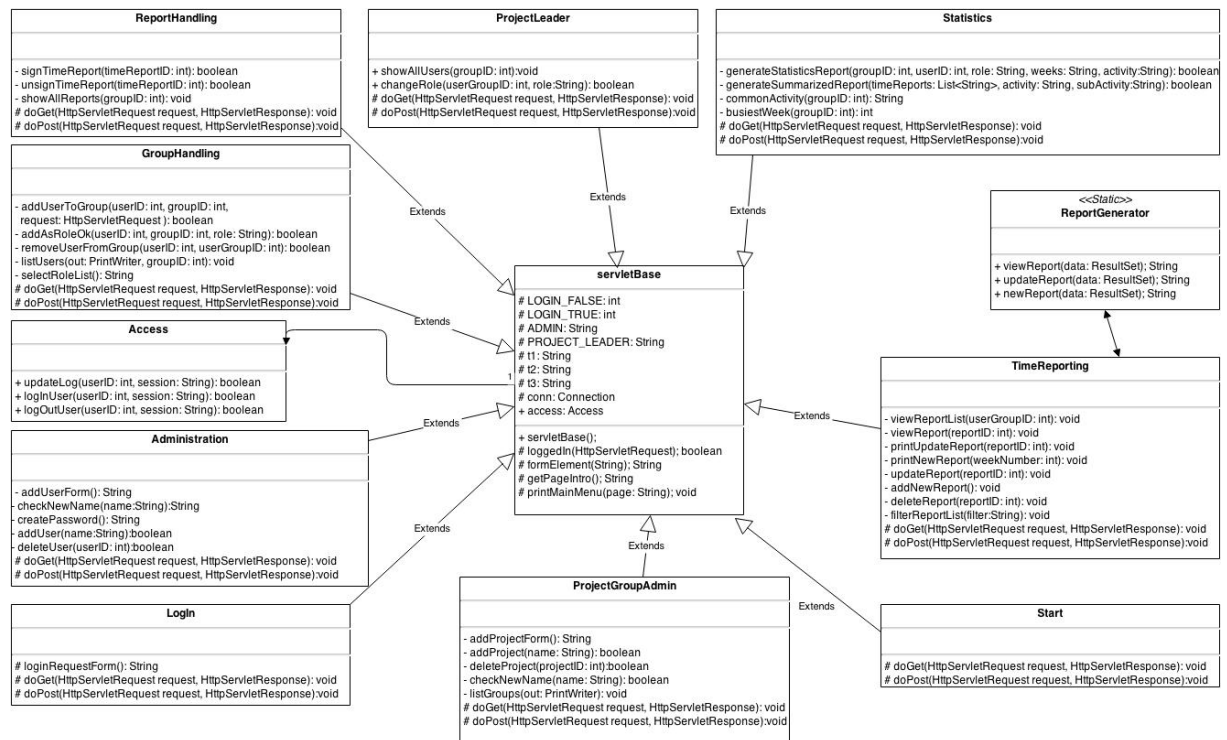 ReportHandling
- signTimeReport(timeReportID: int): boolean
- unsignTimeReport(timeReportID: int): boolean
- showAllReports(groupID: int): void
# doGet(HttpServletRequest request, HttpServletResponse): void
# doPost(HttpServletRequest request, HttpServletResponse):void
ProjectLeader
+ showAllUsers(groupID: int):void
+ changeRole(userGroupID: int, role:String): boolean
# doGet(HttpServletRequest request, HttpServletResponse): void
# doPost(HttpServletRequest request, HttpServletResponse):void
Statistics
- generateStatisticsReport(groupID: int, userID: int, role: String, weeks: String, activity:String): boolean
- generateSummarizedReport(timeReports: List<String>, activity: String, subActivity:String): boolean
- commonActivity(groupID: int): String
- busiestWeek(groupID: int): int
# doGet(HttpServletRequest request, HttpServletResponse): void
# doPost(HttpServletRequest request, HttpServletResponse):void
GroupHandling
- addUserToGroup(userID: int, groupID: int,
request: HttpServletRequest ): boolean
- addAsRoleOk(userID: int, groupID: int, role: String): boolean
- removeUserFromGroup(userID: int, userGroupID: int): boolean
- listUsers(out: PrintWriter, groupID: int): void
- selectRoleList(): String
# doGet(HttpServletRequest request, HttpServletResponse): void
# doPost(HttpServletRequest request, HttpServletResponse):void
Extends
Extends
Extends
<<Static>>
ReportGenerator
+ viewReport(data: ResultSet); String
+ updateReport(data: ResultSet); String
+ newReport(data: ResultSet); String
servletBase
# LOGIN_FALSE: int
# LOGIN_TRUE: int
# ADMIN: String
# PROJECT_LEADER: String
# t1: String
# t2: String
# t3: String
# conn: Connection
+ access: Access
+ servletBase();
# loggedIn(HttpServletRequest); boolean
# formElement(String); String
# getPageIntro(); String
# printMainMenu(page: String); void
Extends
1
Access
+ updateLog(userID: int, session: String): boolean
+ logInUser(userID: int, session: String): boolean
+ logOutUser(userID: int, session: String): boolean
TimeReporting
- viewReportList(userGroupID: int): void
- viewReport(reportID: int): void
- printUpdateReport(reportID: int): void
- printNewReport(weekNumber: int): void
- updateReport(reportID: int): void
- addNewReport(): void
- deleteReport(reportID: int): void
- filterReportList(filter:String): void
# doGet(HttpServletRequest request, HttpServletResponse): void
# doPost(HttpServletRequest request, HttpServletResponse):void
Extends
Extends
Administration
- addUserForm(): String
- checkNewName(name:String):String
- createPassword(): String
- addUser(name:String):boolean
- deleteUser(userID: int):boolean
# doGet(HttpServletRequest request, HttpServletResponse): void
# doPost(HttpServletRequest request, HttpServletResponse):void
Extends
Extends
Extends
LogIn
# loginRequestForm(): String
# doGet(HttpServletRequest request, HttpServletResponse): void
# doPost(HttpServletRequest request, HttpServletResponse):void
ProjectGroupAdmin
- addProjectForm(): String
- addProject(name: String): boolean
- deleteProject(projectID: int):boolean
- checkNewName(name: String): boolean
- listGroups(out: PrintWriter): void
# doGet(HttpServletRequest request, HttpServletResponse): void
# doPost(HttpServletRequest request, HttpServletResponse):void
Start
# doGet(HttpServletRequest request, HttpServletResponse): void
# doPost(HttpServletRequest request, HttpServletResponse):void